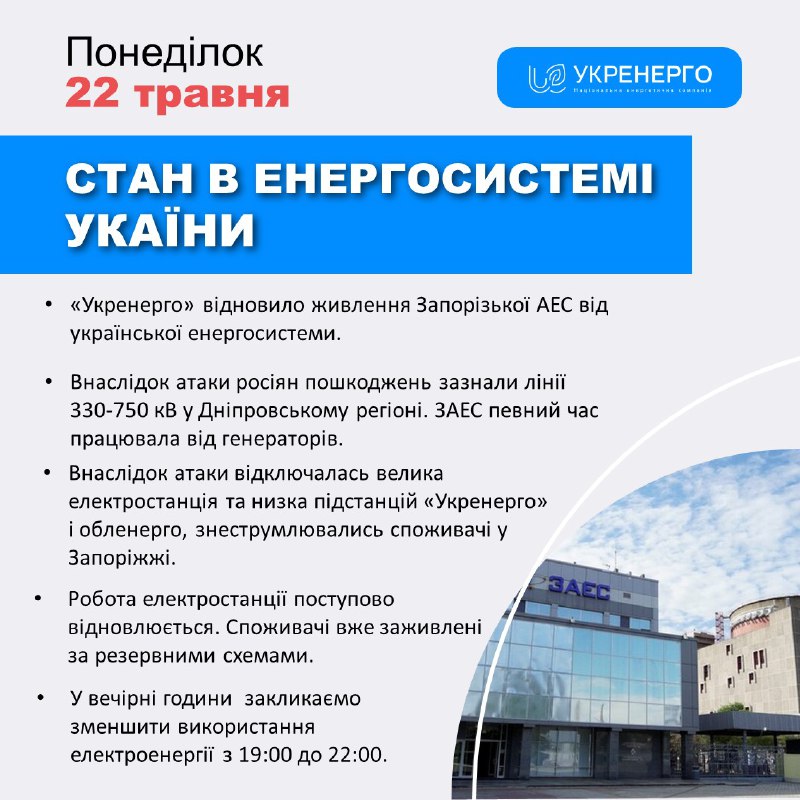 Понеділок
22 травня
УКРЕНЕРГО
Національна енергетична компанія
СТАН В ЕНЕРГОСИСТЕМІ
УКАЇНИ
• «Укренерго» відновило живлення Запорізької АЕС від
української енергосистеми.
• Внаслідок атаки росіян пошкоджень зазнали лінії
330-750 кВ у Дніпровському регіоні. ЗАЕС певний час
працювала від генераторів.
• Внаслідок атаки відключалась велика
електростанція та низка підстанцій «Укренерго»
і обленерго, знеструмлювались споживачі у
Запоріжжі.
• Робота електростанції поступово
відновлюється. Споживачі вже заживлені
за резервними схемами.
• У вечірні години закликаємо
зменшити використання
електроенергії з 19:00 до 22:00.
ЗАЕС